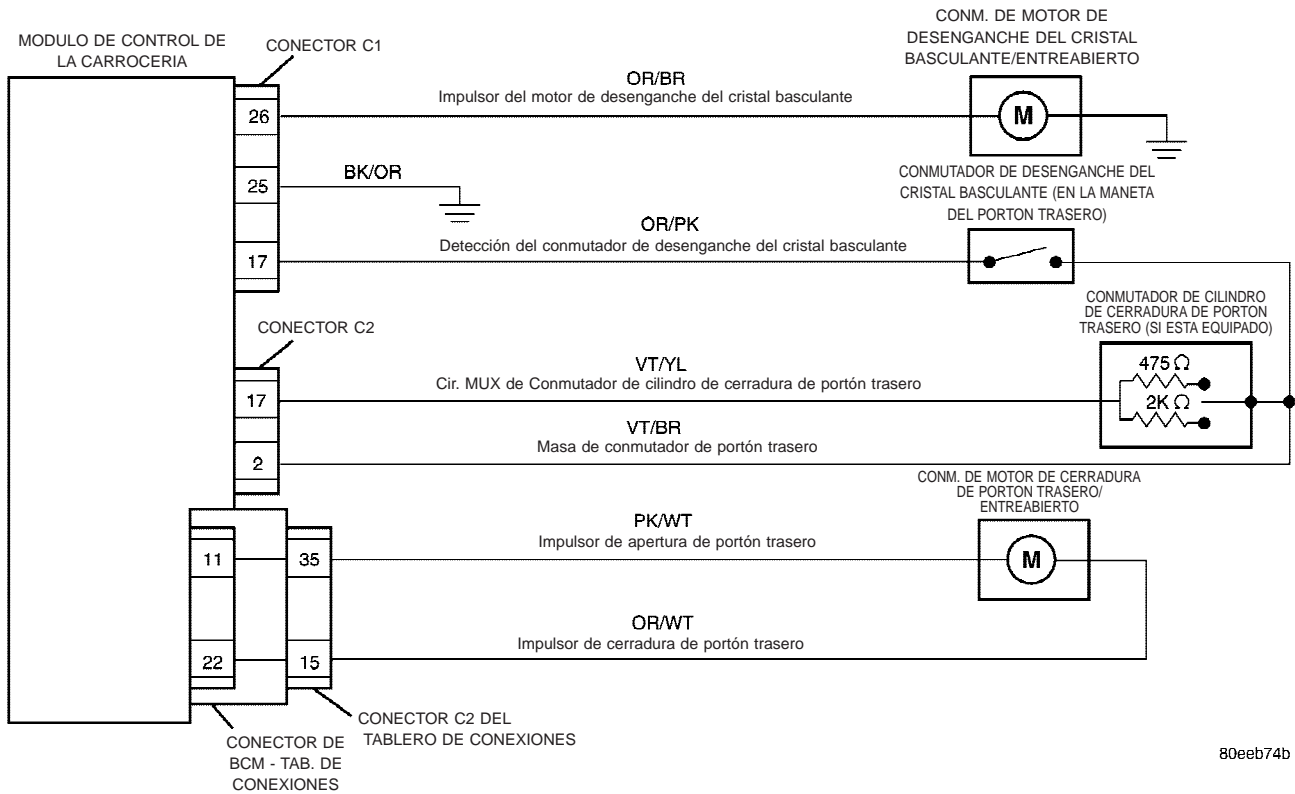 MODULO DE CONTROL DE
LA CARROCERIA
CONECTOR C1
CONM. DE MOTOR DE
DESENGANCHE DEL CRISTAL
BASCULANTE/ENTREABIERTO
26
OR/BR
Impulsor del motor de desenganche del cristal basculante
M
25
BK/OR
CONMUTADOR DE DESENGANCHE DEL
CRISTAL BASCULANTE (EN LA MANETA
DEL PORTON TRASERO)
17
OR/PK
Detección del conmutador de desenganche del cristal basculante
CONECTOR C2
CONMUTADOR DE CILINDRO
DE CERRADURA DE PORTON
TRASERO (SI ESTA EQUIPADO)
475 Ω
2K Ω
17
VT/YL
Cir. MUX de Conmutador de cilindro de cerradura de portón trasero
2
VT/BR
Masa de conmutador de portón trasero
CONM. DE MOTOR DE CERRADURA
DE PORTON TRASERO/
ENTREABIERTO
11
35
PK/WT
Impulsor de apertura de portón trasero
M
22
15
OR/WT
Impulsor de cerradura de portón trasero
CONECTOR C2 DEL
TABLERO DE CONEXIONES
CONECTOR DE
BCM - TAB. DE
CONEXIONES
80eeb74b